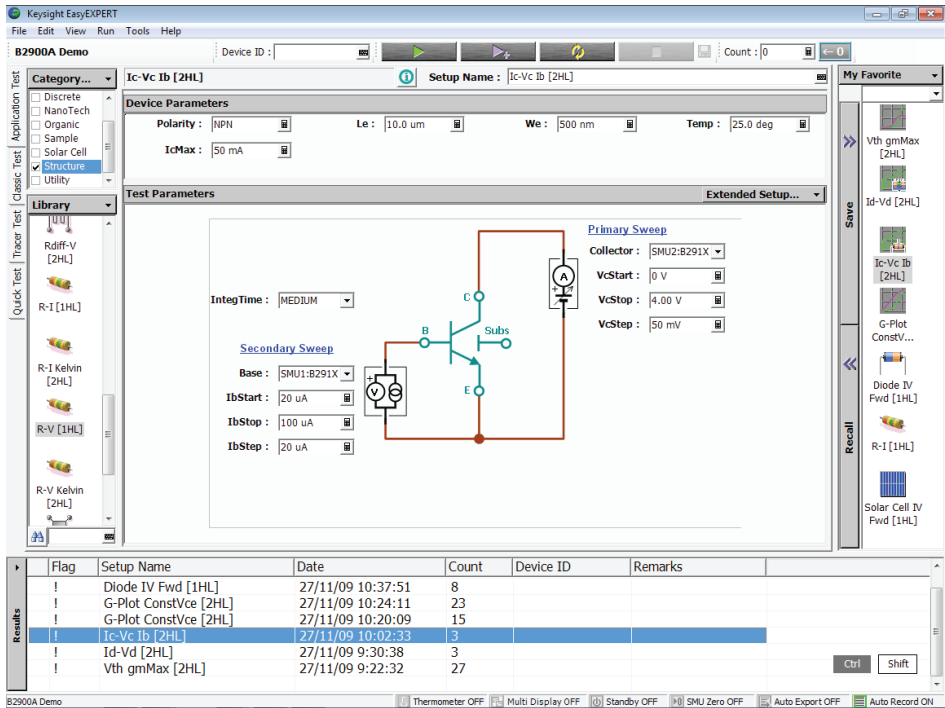 Keysight EasyEXPERT
File Edit View Run Tools Help
B2900A Demo Device ID : Count : 0 0
Quick Test Tracer Test Classic Test Application Test
Category...
Discrete
NanoTech
Organic
Sample
Solar Cell
Structure
Utility
Library
Rdiff-V
[2HL]
R-I [1HL]
R-I Kelvin
[2HL]
R-V [1HL]
R-V Kelvin
[2HL]
Ic-Vc Ib [2HL] Setup Name : Ic-Vc Ib [2HL]
Device Parameters
Polarity : NPN Le : 10.0 um We : 500 nm Temp : 25.0 deg
IcMax : 50 mA
Test Parameters Extended Setup...
Primary Sweep
Collector : SMU2:B291X
VcStart : 0 V
VcStop : 4.00 V
VcStep : 50 mV
IntegTime : MEDIUM
Secondary Sweep
Base : SMU1:B291X
IbStart : 20 uA
IbStop : 100 uA
IbStep : 20 uA
A
+
C
B
Subs
E
+
V
My Favorite
Save
Recall
Vth gmMax
[2HL]
Id-Vd [2HL]
Ic-Vc Ib
[2HL]
G-Plot
ConstV...
Diode IV
Fwd [1HL]
R-I [1HL]
Solar Cell IV
Fwd [1HL]
Results
Flag Setup Name Date Count Device ID Remarks
! Diode IV Fwd [1HL] 27/11/09 10:37:51 8
! G-Plot ConstVce [2HL] 27/11/09 10:24:11 23
! G-Plot ConstVce [2HL] 27/11/09 10:20:09 15
! Ic-Vc Ib [2HL] 27/11/09 10:02:33 3
! Id-Vd [2HL] 27/11/09 9:30:38 3
! Vth gmMax [2HL] 27/11/09 9:22:32 27
Ctrl Shift
B2900A Demo Thermometer OFF Multi Display OFF Standby OFF SMU Zero OFF Auto Export OFF Auto Record ON